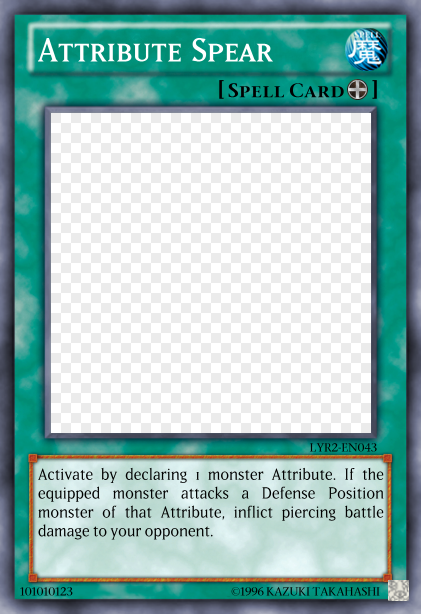 ATTRIBUTE SPEAR
SPELL 魔
[SPELL CARD]
LYR2-EN043
Activate by declaring 1 monster Attribute. If the
equipped monster attacks a Defense Position
monster of that Attribute, inflict piercing battle
damage to your opponent.
101010123 ©1996 KAZUKI TAKAHASHI